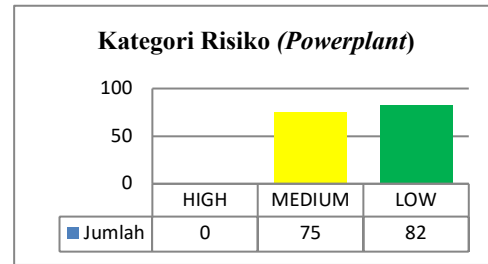 Kategori Risiko (Powerplant)
100
50
0
HIGH MEDIUM LOW
Jumlah 0 75 82